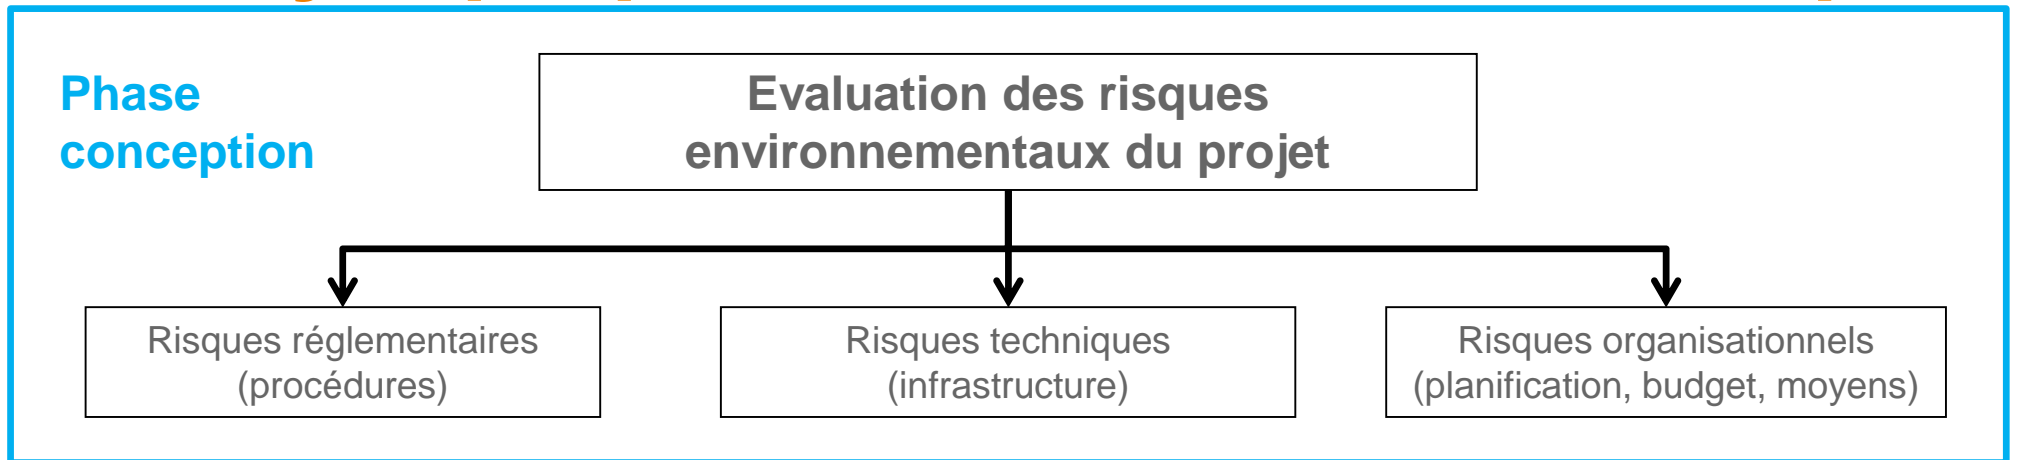 Phase
conception
Evaluation des risques
environnementaux du projet
Risques réglementaires
(procédures)
Risques techniques
(infrastructure)
Risques organisationnels
(planification, budget, moyens)